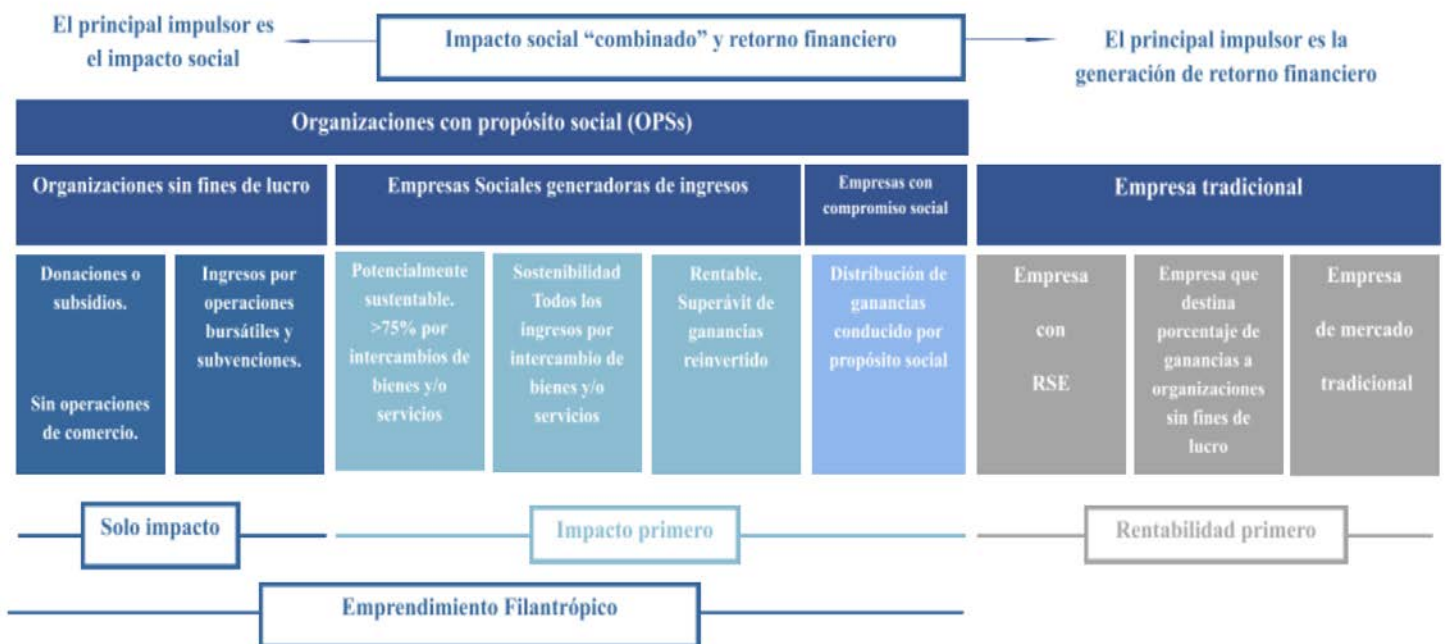 El principal impulsor es
el impacto social
Impacto social “combinado” y retorno financiero
El principal impulsor es la
generación de retorno financiero
Organizaciones con propósito social (OPSs)
Organizaciones sin fines de lucro
Empresas Sociales generadoras de ingresos
Empresas con
compromiso social
Empresa tradicional
Donaciones o
subsidios.
Sin operaciones
de comercio.
Ingresos por
operaciones
bursátiles y
subvenciones.
Potencialmente
sustentable.
>75% por
intercambios de
bienes y/o
servicios
Sostenibilidad
Todos los
ingresos por
intercambio de
bienes y/o
servicios
Rentable.
Superávit de
ganancias
reinvertido
Distribución de
ganancias
conducido por
propósito social
Empresa
con
RSE
Empresa que
destina
porcentaje de
ganancias a
organizaciones
sin fines de
lucro
Empresa
de mercado
tradicional
Solo impacto
Impacto primero
Rentabilidad primero
Emprendimiento Filantrópico